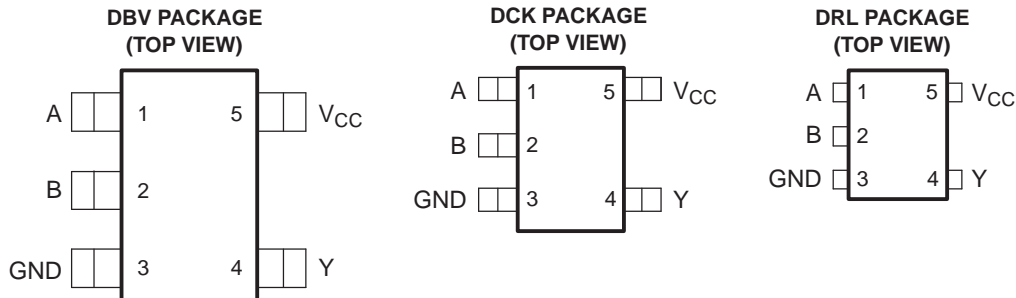 DBV PACKAGE
(TOP VIEW)
A 1 5 VCC
B 2
GND 3 4 Y
DCK PACKAGE
(TOP VIEW)
A 1 5 VCC
B 2
GND 3 4 Y
DRL PACKAGE
(TOP VIEW)
A 1 5 VCC
B 2
GND 3 4 Y